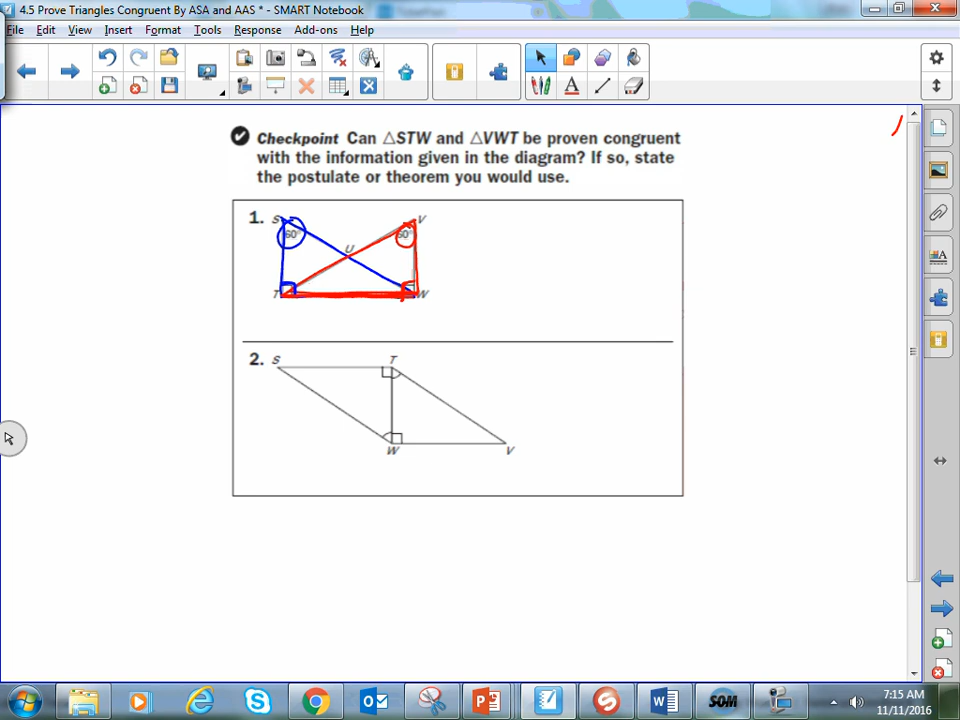 4.5 Prove Triangles Congruent By ASA and AAS * - SMART Notebook
File Edit View Insert Format Tools Response Add-ons Help
Checkpoint Can △STW and △VWT be proven congruent
with the information given in the diagram? If so, state
the postulate or theorem you would use.
1. S V
60° 60°
U
T W
2. S T
W V
7:15 AM
11/11/2016